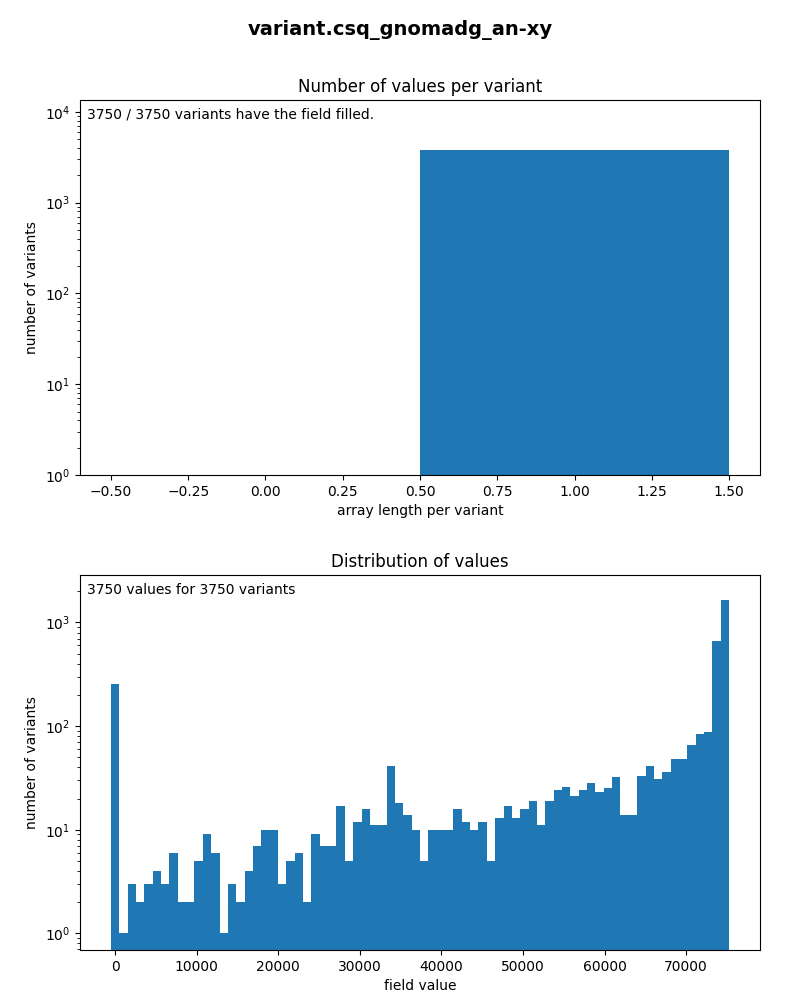 variant.csq_gnomadg_an-xy
Number of values per variant
3750 / 3750 variants have the field filled.
number of variants
10^4
10^3
10^2
10^1
10^0
−0.50 −0.25 0.00 0.25 0.50 0.75 1.00 1.25 1.50
array length per variant
Distribution of values
3750 values for 3750 variants
number of variants
10^3
10^2
10^1
10^0
0 10000 20000 30000 40000 50000 60000 70000
field value